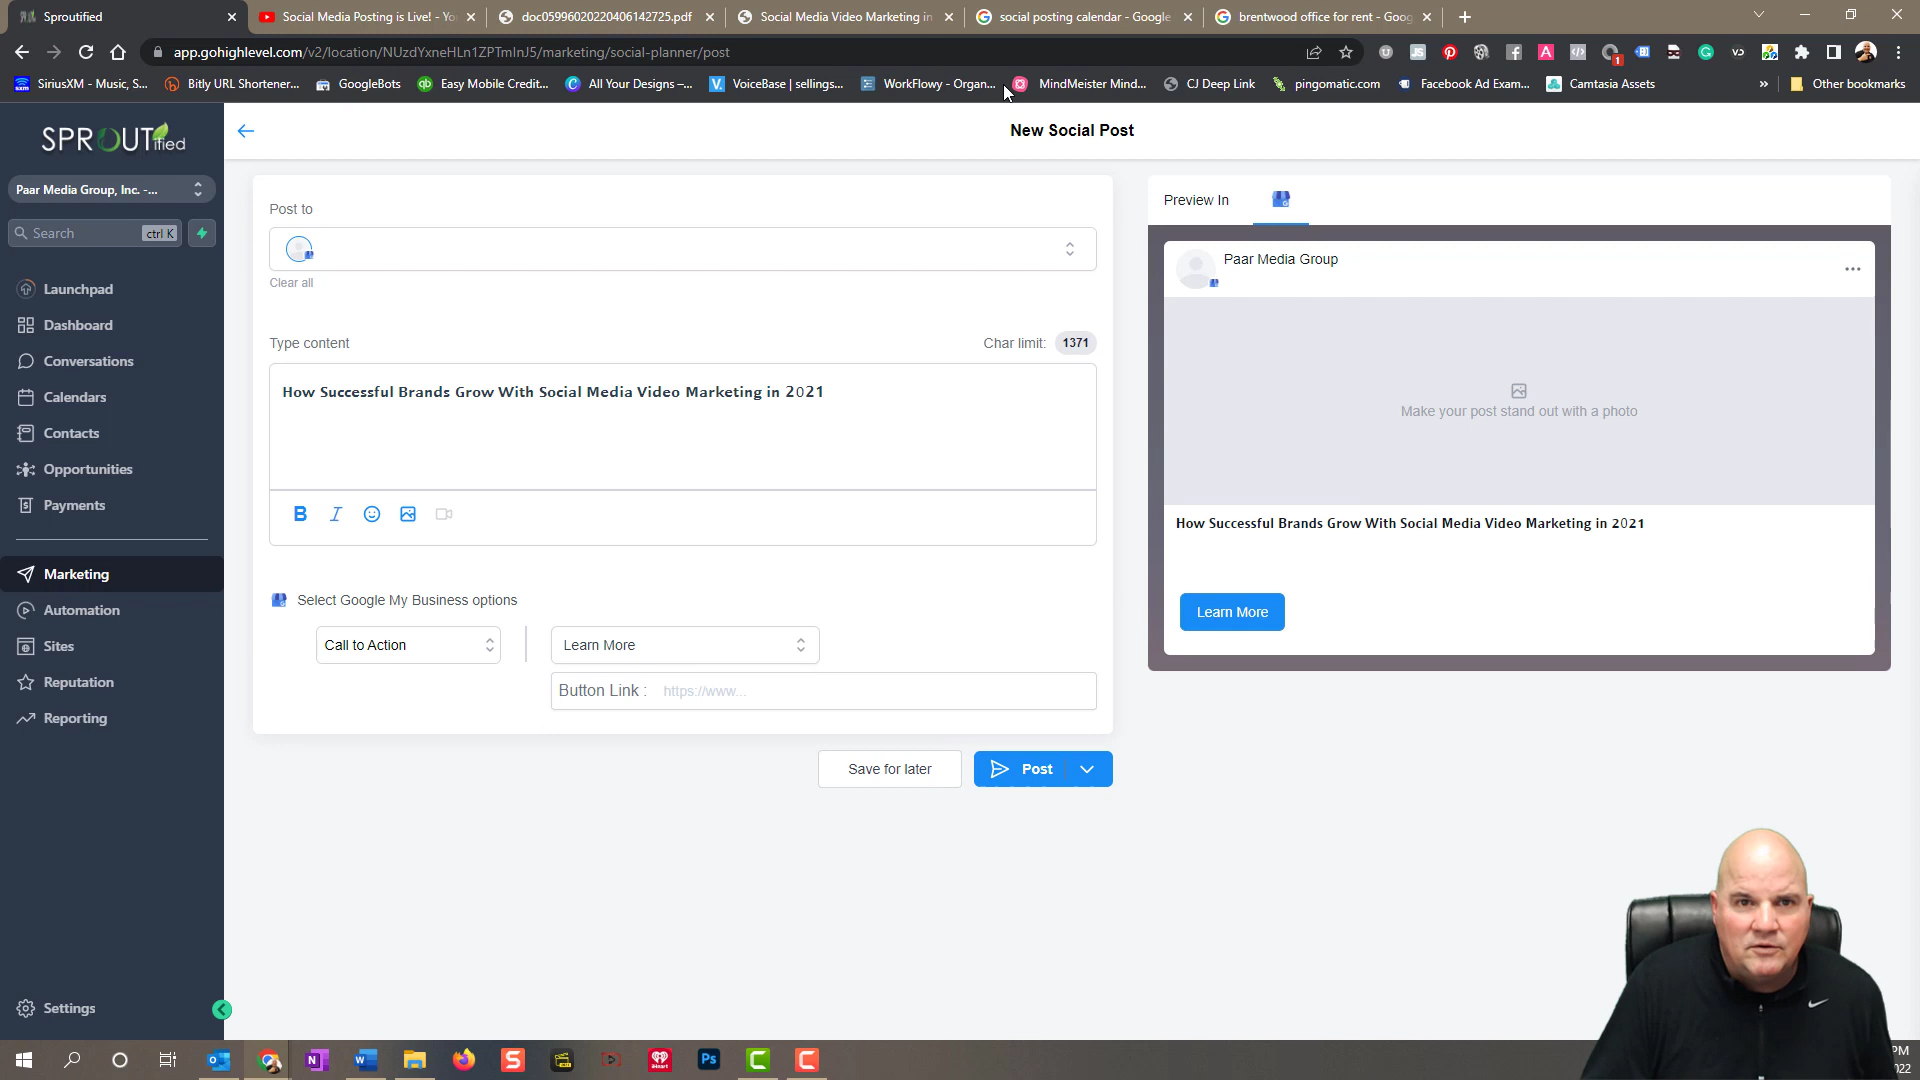 Sproutified
Social Media Posting is Live! - Yo
doc05996020220406142725.pdf
Social Media Video Marketing in
social posting calendar - Google
brentwood office for rent - Goog
app.gohighlevel.com/v2/location/NUzdYxneHLn1ZPTmInJ5/marketing/social-planner/post
SiriusXM - Music, S...
Bitly URL Shortener...
GoogleBots
Easy Mobile Credit...
All Your Designs –...
VoiceBase | sellings...
WorkFlowy - Organ...
MindMeister Mind...
CJ Deep Link
pingomatic.com
Facebook Ad Exam...
Camtasia Assets
Other bookmarks
SPROUTified
New Social Post
Paar Media Group, Inc. -...
Search
ctrl K
Launchpad
Dashboard
Conversations
Calendars
Contacts
Opportunities
Payments
Marketing
Automation
Sites
Reputation
Reporting
Settings
Post to
Clear all
Type content
Char limit: 1371
How Successful Brands Grow With Social Media Video Marketing in 2021
B I
Select Google My Business options
Call to Action
Learn More
Button Link : https://www...
Save for later
Post
Preview In
Paar Media Group
Make your post stand out with a photo
How Successful Brands Grow With Social Media Video Marketing in 2021
Learn More
PM
022